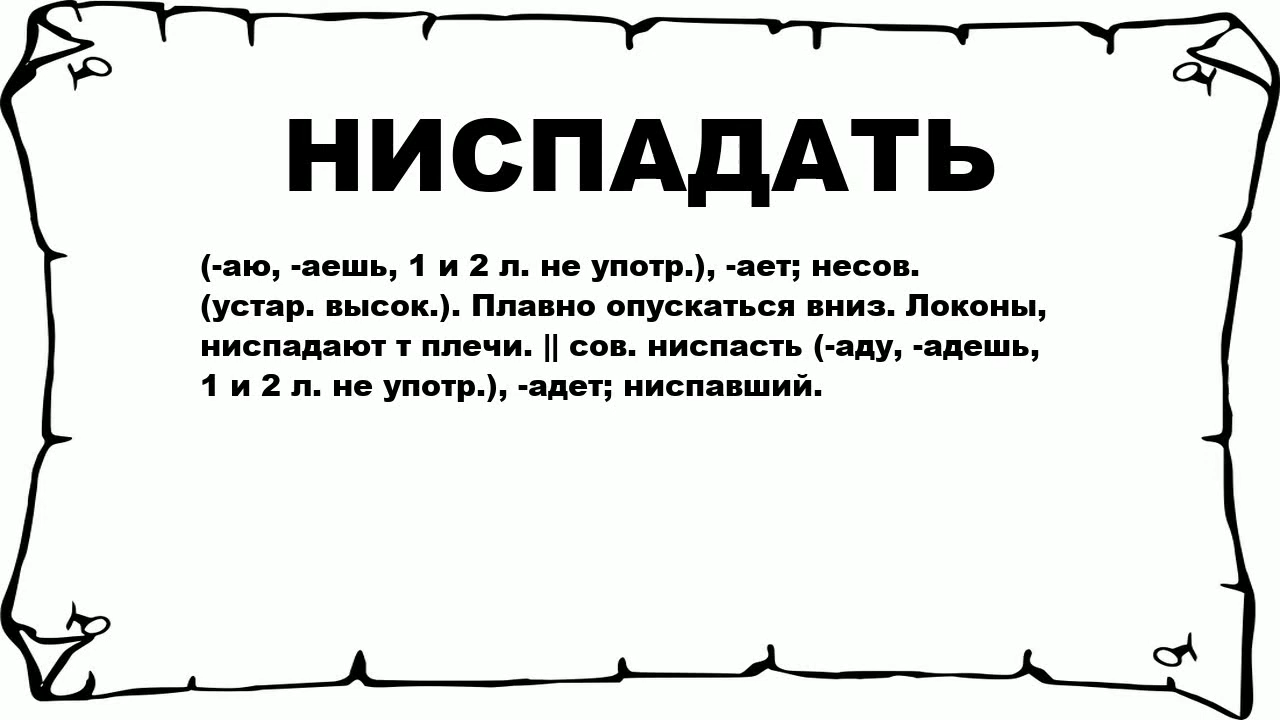 НИСПАДАТЬ
(-аю, -аешь, 1 и 2 л. не употр.), -ает; несов.
(устар. высок.). Плавно опускаться вниз. Локоны,
ниспадают т плечи. || сов. ниспасть (-аду, -адешь,
1 и 2 л. не употр.), -адет; ниспавший.